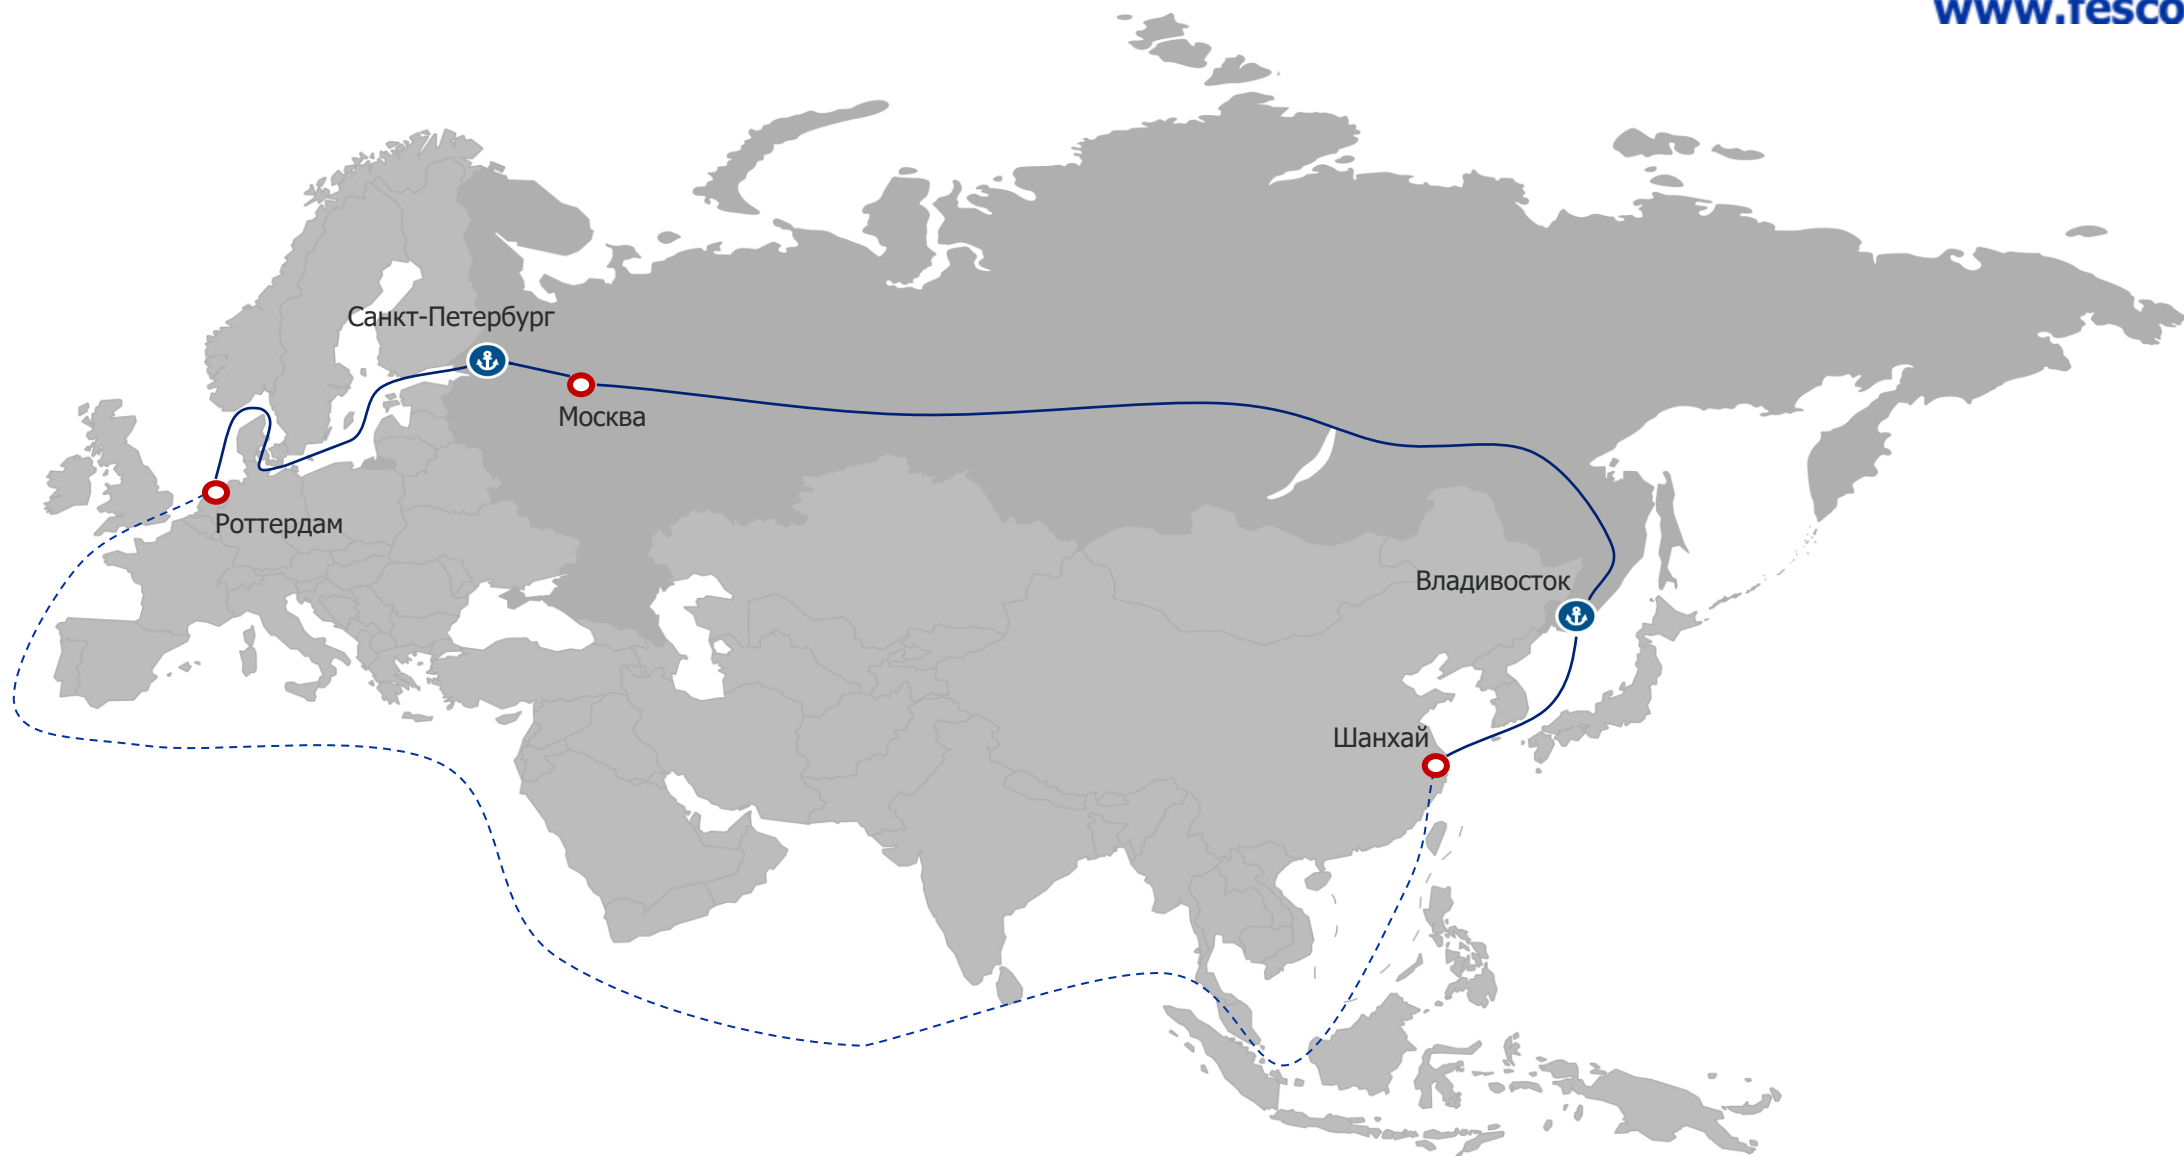 www.fesco
Санкт-Петербург
Москва
Роттердам
Владивосток
Шанхай